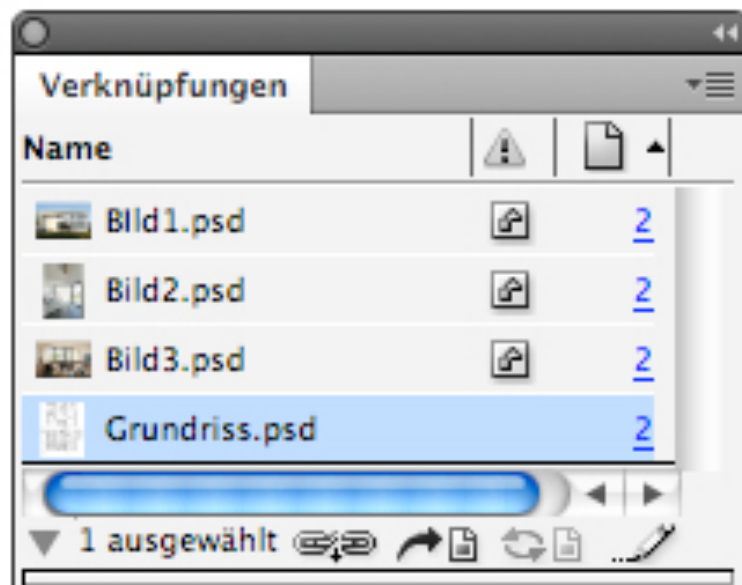 Verknüpfungen
Name
BIld1.psd 2
Bild2.psd 2
Bild3.psd 2
Grundriss.psd 2
1 ausgewählt